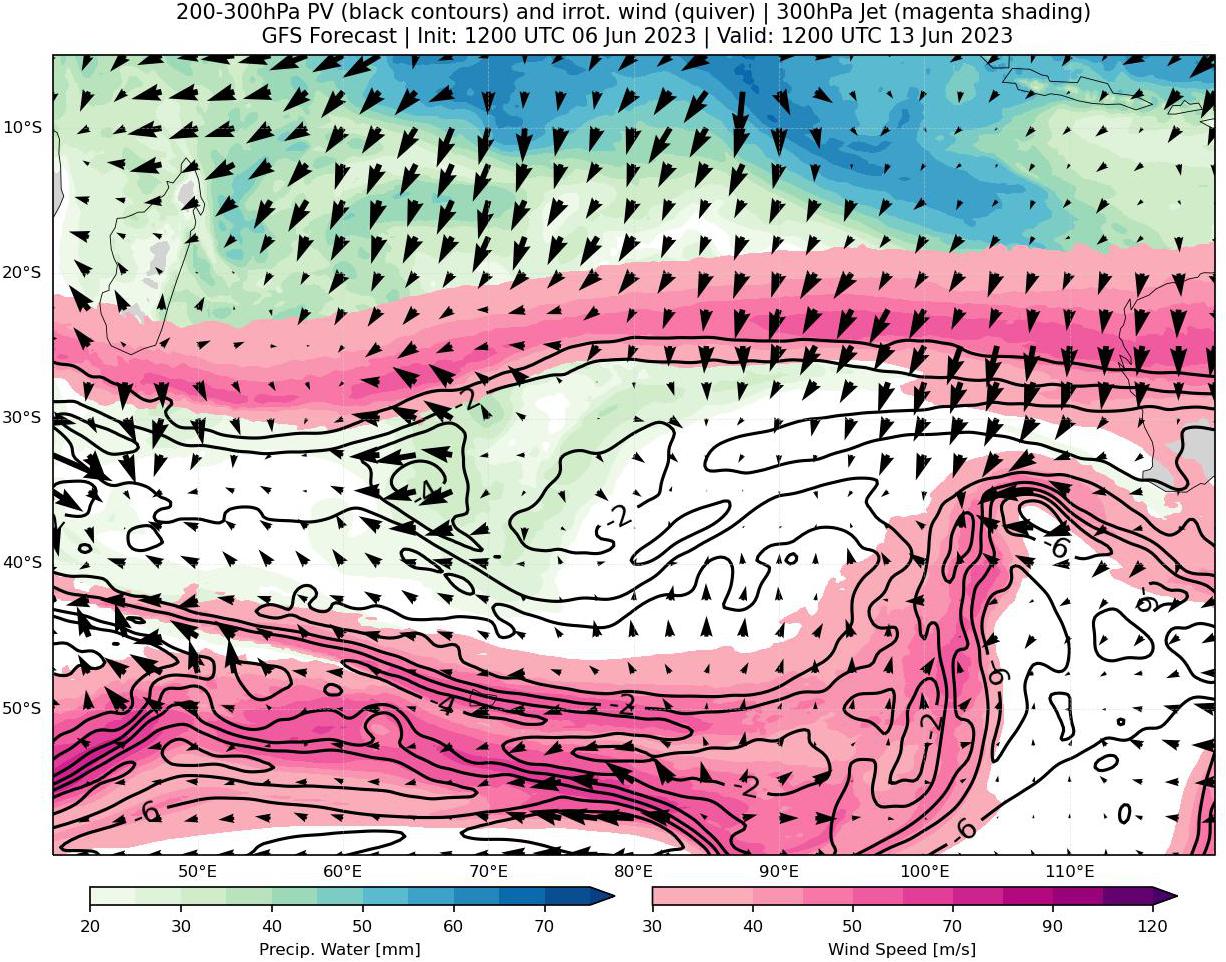 200-300hPa PV (black contours) and irrot. wind (quiver) | 300hPa Jet (magenta shading)
GFS Forecast | Init: 1200 UTC 06 Jun 2023 | Valid: 1200 UTC 13 Jun 2023
10°S
20°S
-2
30°S
-4
-2
-6
40°S
-6
-6
-4
-2
50°S
-2
-2
-6
-6
50°E 60°E 70°E 80°E 90°E 100°E 110°E
20 30 40 50 60 70
30 40 50 60 70 80 90 120
Precip. Water [mm]
Wind Speed [m/s]